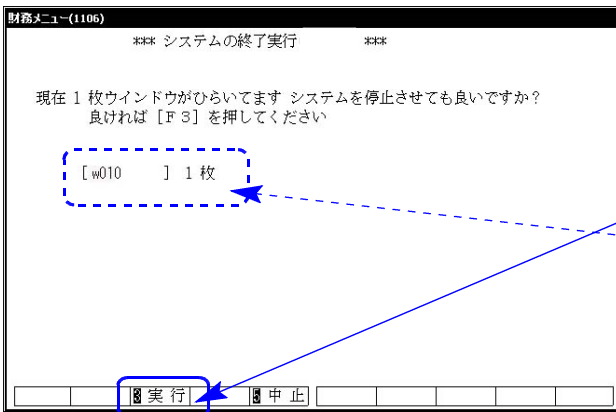 財務メニュー(1106)
*** システムの終了実行 ***
現在 1 枚ウインドウがひらいてます システムを停止させても良いですか?
良ければ [F3] を押してください
[w010 ] 1 枚
3 実 行 5 中 止